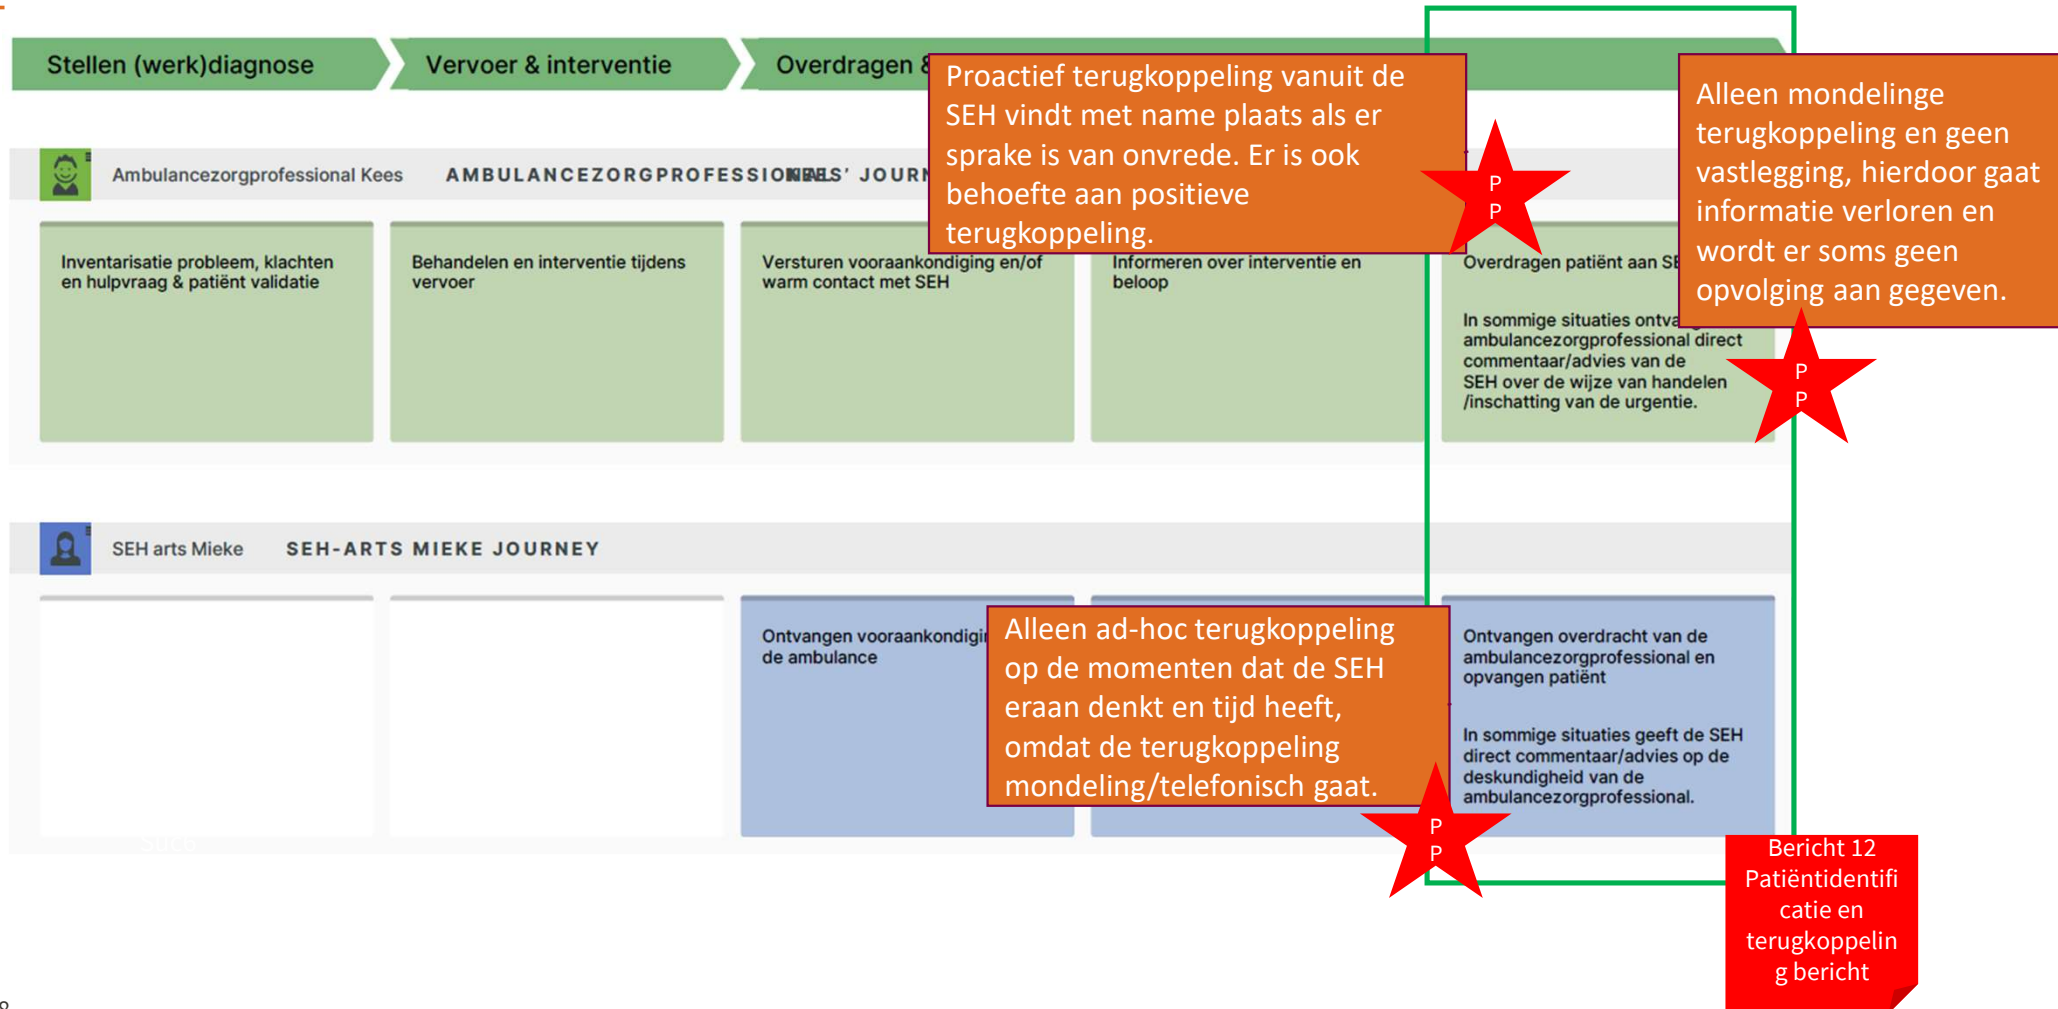 Stellen (werk)diagnose
Vervoer & interventie
Overdragen &
Proactief terugkoppeling vanuit de
SEH vindt met name plaats als er
sprake is van onvrede. Er is ook
behoefte aan positieve
terugkoppeling.
Alleen mondelinge
terugkoppeling en geen
vastlegging, hierdoor gaat
informatie verloren en
wordt er soms geen
opvolging aan gegeven.
P
P
Ambulancezorgprofessional Kees
AMBULANCEZORGPROFESSIONALS' JOURN
Inventarisatie probleem, klachten
en hulpvraag & patiënt validatie
Behandelen en interventie tijdens
vervoer
Versturen vooraankondiging en/of
warm contact met SEH
Informeren over interventie en
beloop
Overdragen patiënt aan SE
In sommige situaties ontva
ambulancezorgprofessional direct
commentaar/advies van de
SEH over de wijze van handelen
/inschatting van de urgentie.
P
P
SEH arts Mieke
SEH-ARTS MIEKE JOURNEY
Ontvangen vooraankondigin
de ambulance
Alleen ad-hoc terugkoppeling
op de momenten dat de SEH
eraan denkt en tijd heeft,
omdat de terugkoppeling
mondeling/telefonisch gaat.
P
P
Ontvangen overdracht van de
ambulancezorgprofessional en
opvangen patiënt
In sommige situaties geeft de SEH
direct commentaar/advies op de
deskundigheid van de
ambulancezorgprofessional.
Bericht 12
Patiëntidentifi
catie en
terugkoppelin
g bericht